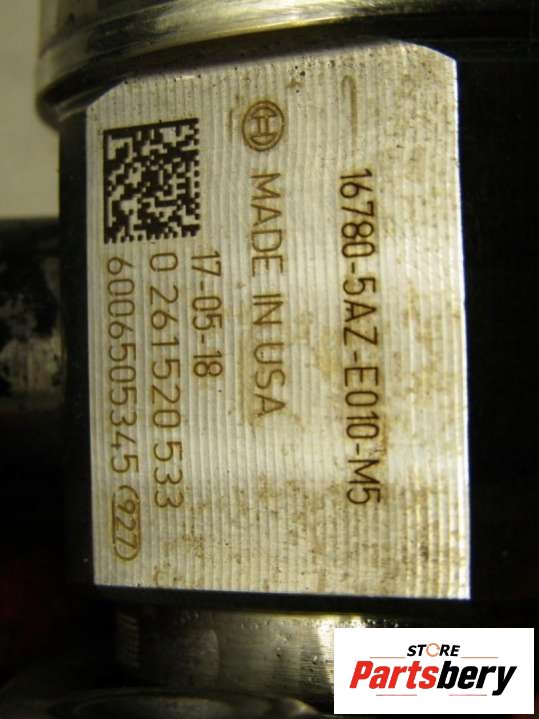 16780-5AZ-E010-M5
MADE IN USA
17-05-18
0 261 520 533
6006505345 (927)
STORE
Partsbery